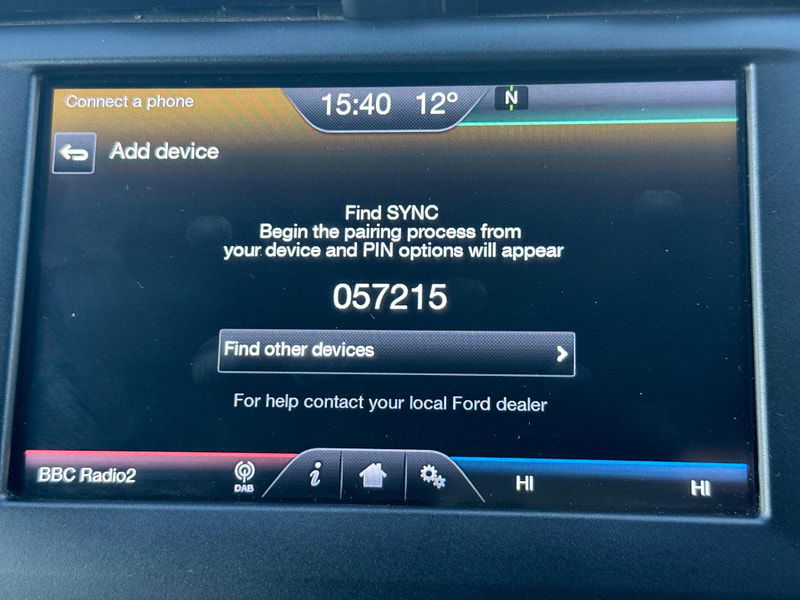 Connect a phone
15:40 12°
N
Add device
Find SYNC
Begin the pairing process from
your device and PIN options will appear
057215
Find other devices
For help contact your local Ford dealer
BBC Radio2
DAB
i
HI
HI